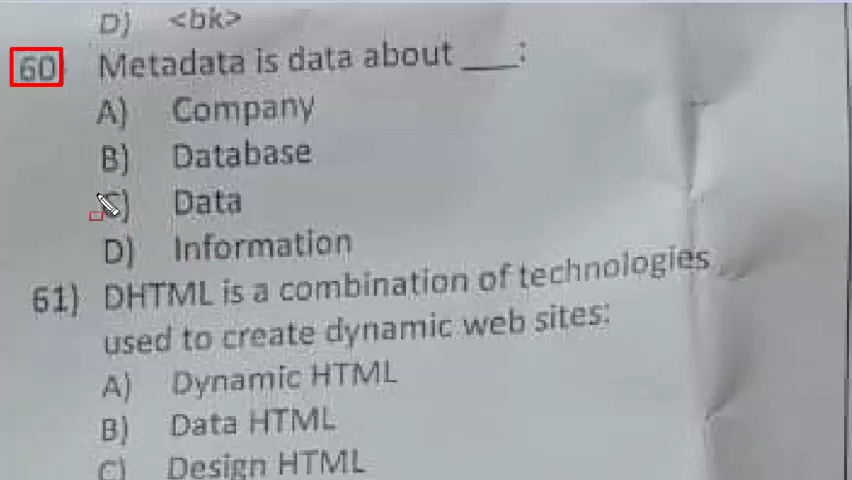 D) <bk>
60 Metadata is data about ____:
A) Company
B) Database
C) Data
D) Information
61) DHTML is a combination of technologies
used to create dynamic web sites:
A) Dynamic HTML
B) Data HTML
C) Design HTML